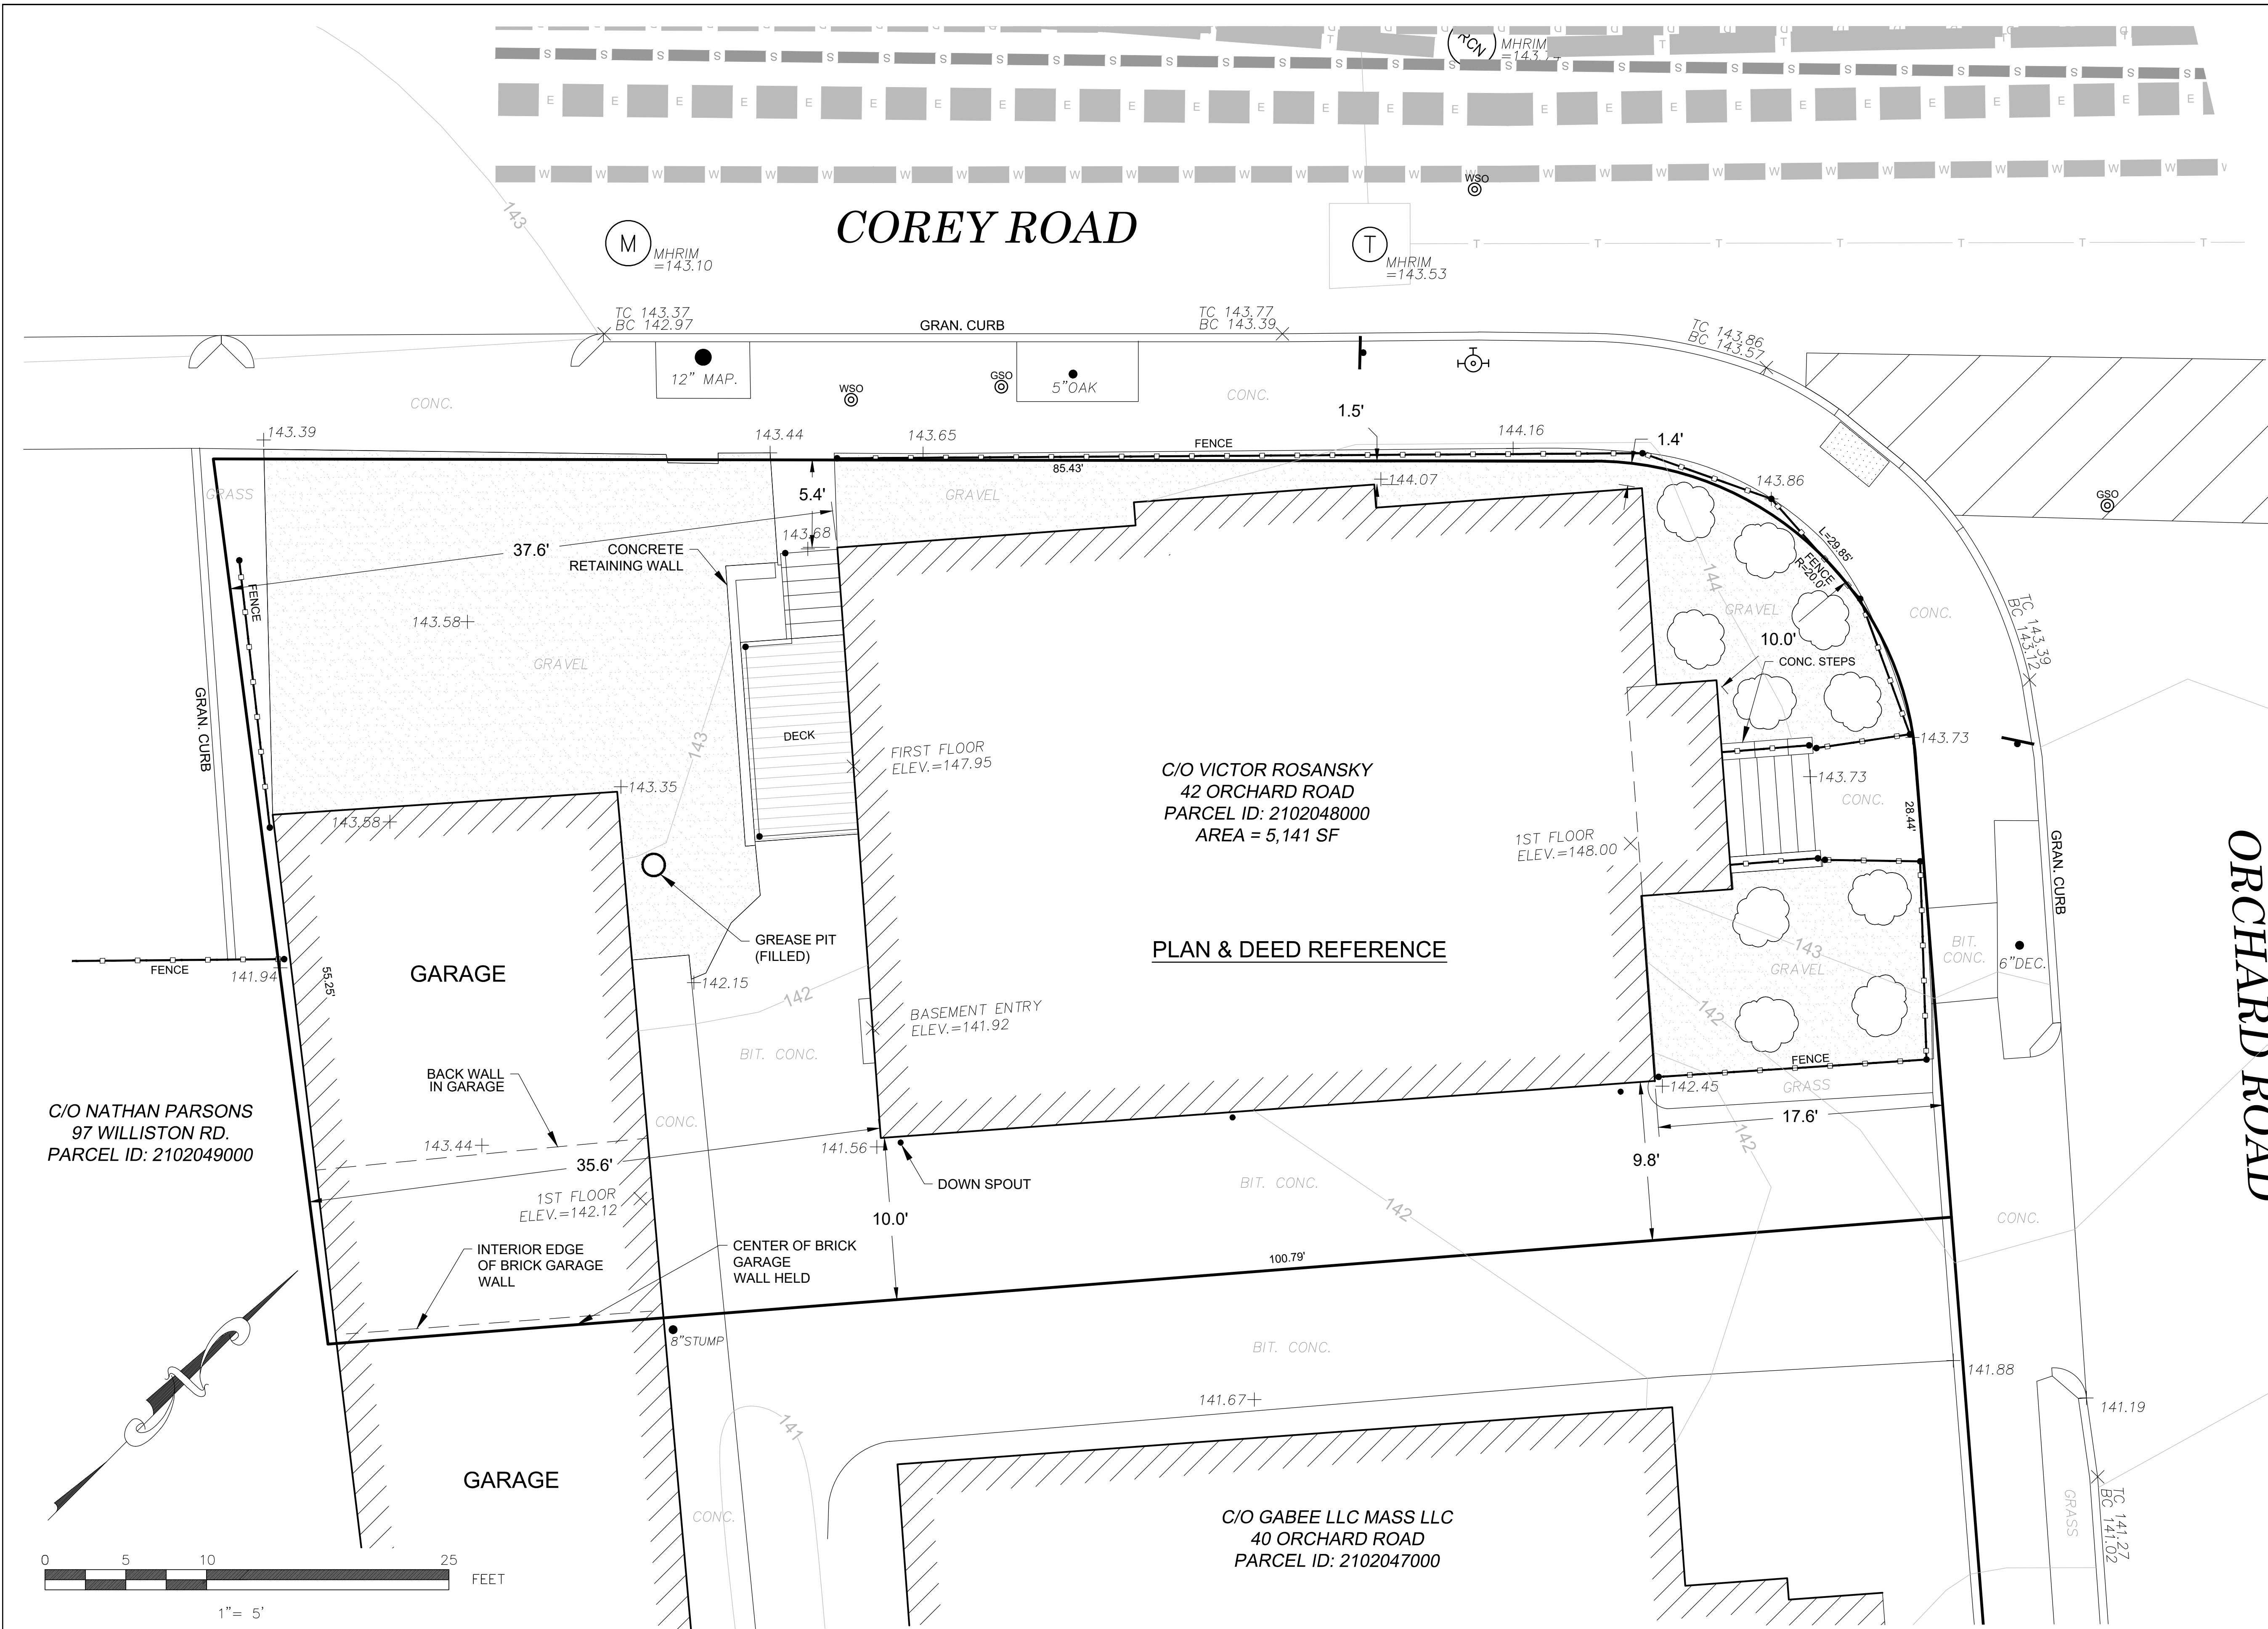 RCN
MHRIM
S S S S S S S S S S S S S S S S S S S S S S S S S S S S S S
E E E E E E E E E E E E E E E E E E E E E E E E E E
W W W W W W W W W W W W W W W W W W W W W W W W W W W W W
WSO
COREY ROAD
143
M
MHRIM
=143.10
T
MHRIM
=143.53
T T T T T T T
TC 143.37
BC 142.97
GRAN. CURB
TC 143.77
BC 143.39
TC 143.86
BC 143.57
12" MAP.
WSO
GSO
5"OAK
CONC.
CONC.
1.5'
143.39
143.44
143.65
FENCE
144.16
1.4'
85.43'
GRASS
5.4'
GRAVEL
144.07
143.86
GSO
143.68
37.6'
CONCRETE
RETAINING WALL
L=29.85'
FENCE
R=20.0'
FENCE
144
GRAVEL
CONC.
TC 143.39
BC 143.12
143.58
GRAVEL
10.0'
CONC. STEPS
GRAN. CURB
143
DECK
FIRST FLOOR
ELEV.=147.95
143.73
143.73
CONC.
28.44'
143.35
143.58
C/O VICTOR ROSANSKY
42 ORCHARD ROAD
PARCEL ID: 2102048000
AREA = 5,141 SF
1ST FLOOR
ELEV.=148.00
GRAN. CURB
ORCHARD ROAD
GREASE PIT
(FILLED)
PLAN & DEED REFERENCE
143
GRAVEL
BIT.
CONC.
6"DEC.
FENCE
141.94
55.25'
GARAGE
142.15
142
142
BASEMENT ENTRY
ELEV.=141.92
BIT. CONC.
FENCE
GRASS
142.45
BACK WALL
IN GARAGE
C/O NATHAN PARSONS
97 WILLISTON RD.
PARCEL ID: 2102049000
CONC.
143.44
35.6'
141.56
17.6'
142
9.8'
DOWN SPOUT
BIT. CONC.
1ST FLOOR
ELEV.=142.12
10.0'
142
CONC.
INTERIOR EDGE
OF BRICK GARAGE
WALL
CENTER OF BRICK
GARAGE
WALL HELD
100.79'
8"STUMP
BIT. CONC.
141.88
141.67
141.19
141
GARAGE
CONC.
C/O GABEE LLC MASS LLC
40 ORCHARD ROAD
PARCEL ID: 2102047000
GRASS
TC 141.27
BC 141.02
0 5 10 25
FEET
1"= 5'